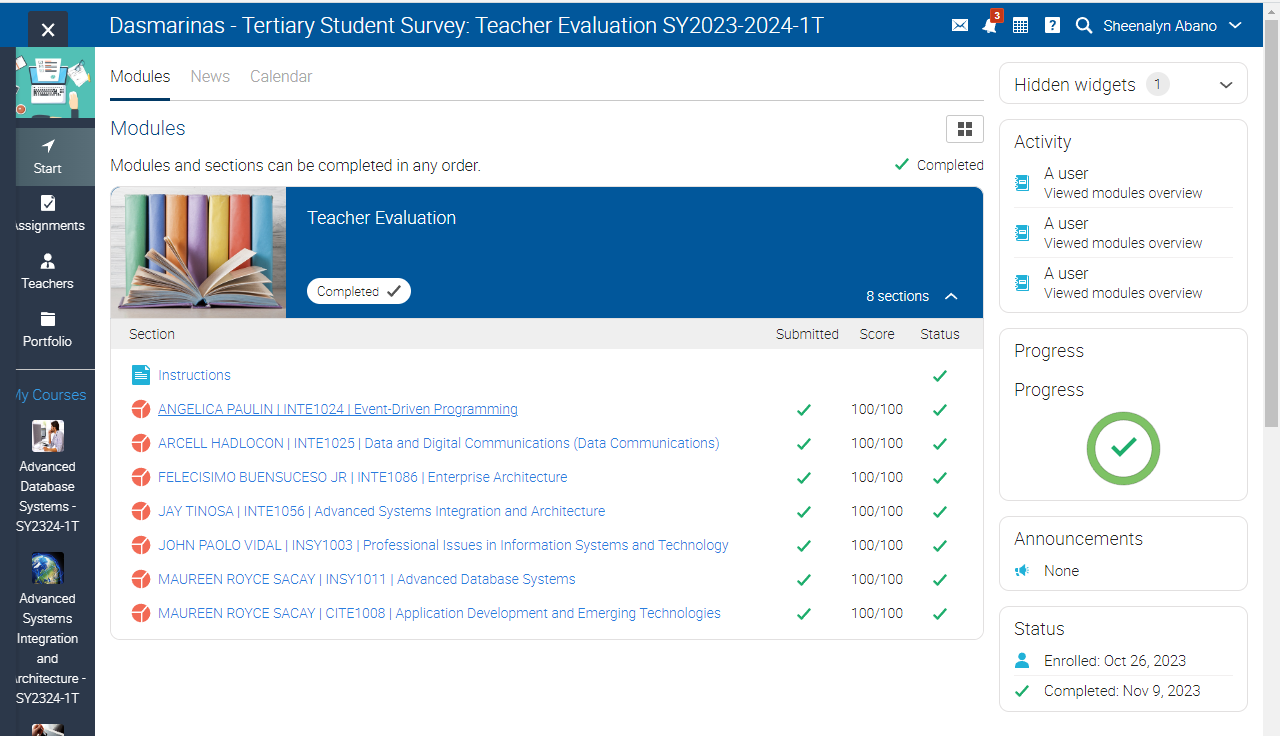 Dasmarinas - Tertiary Student Survey: Teacher Evaluation SY2023-2024-1T
3
?
Sheenalyn Abano
Start
ssignments
Teachers
Portfolio
My Courses
Advanced
Database
Systems -
SY2324-1T
Advanced
Systems
Integration
and
rchitecture -
SY2324-1T
Modules News Calendar
Modules
Modules and sections can be completed in any order.
Completed
Teacher Evaluation
Completed
8 sections
Section Submitted Score Status
Instructions
ANGELICA PAULIN | INTE1024 | Event-Driven Programming 100/100
ARCELL HADLOCON | INTE1025 | Data and Digital Communications (Data Communications) 100/100
FELECISIMO BUENSUCESO JR | INTE1086 | Enterprise Architecture 100/100
JAY TINOSA | INTE1056 | Advanced Systems Integration and Architecture 100/100
JOHN PAOLO VIDAL | INSY1003 | Professional Issues in Information Systems and Technology 100/100
MAUREEN ROYCE SACAY | INSY1011 | Advanced Database Systems 100/100
MAUREEN ROYCE SACAY | CITE1008 | Application Development and Emerging Technologies 100/100
Hidden widgets 1
Activity
A user
Viewed modules overview
A user
Viewed modules overview
A user
Viewed modules overview
Progress
Progress
Announcements
None
Status
Enrolled: Oct 26, 2023
Completed: Nov 9, 2023